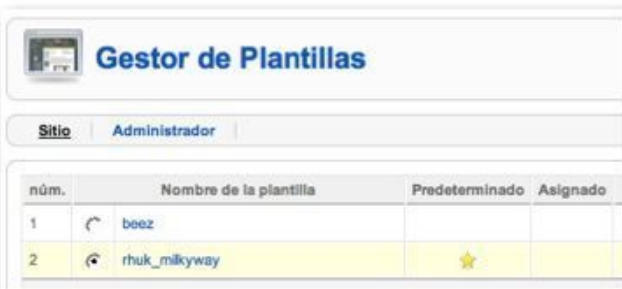 Gestor de Plantillas
Sitio Administrador
núm. Nombre de la plantilla Predeterminado Asignado
1 beez
2 rhuk_milkyway